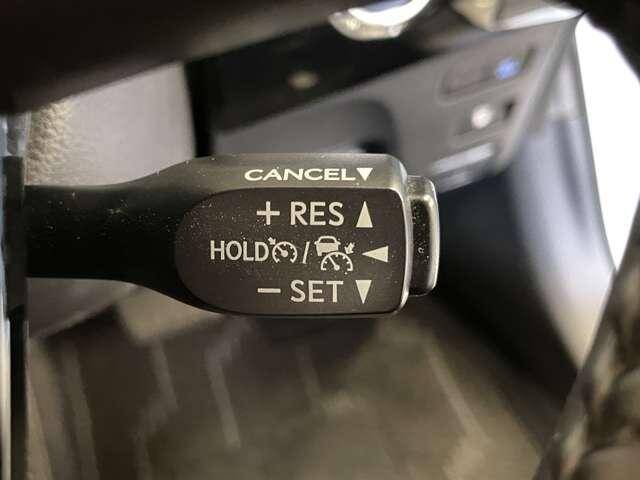 CANCEL▼
+ RES ▲
HOLD / ◀
− SET ▼